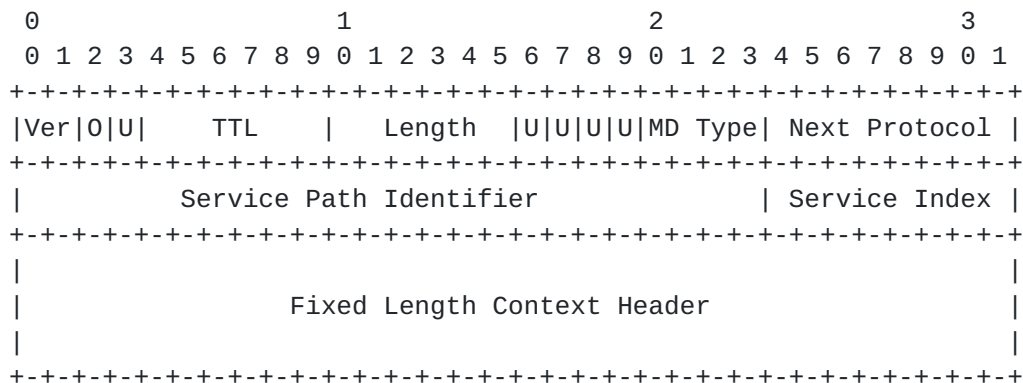 0                   1                   2                   3
 0 1 2 3 4 5 6 7 8 9 0 1 2 3 4 5 6 7 8 9 0 1 2 3 4 5 6 7 8 9 0 1
+-+-+-+-+-+-+-+-+-+-+-+-+-+-+-+-+-+-+-+-+-+-+-+-+-+-+-+-+-+-+-+-+
|Ver|O|U|    TTL    |   Length  |U|U|U|U|MD Type| Next Protocol |
+-+-+-+-+-+-+-+-+-+-+-+-+-+-+-+-+-+-+-+-+-+-+-+-+-+-+-+-+-+-+-+-+
|          Service Path Identifier              | Service Index |
+-+-+-+-+-+-+-+-+-+-+-+-+-+-+-+-+-+-+-+-+-+-+-+-+-+-+-+-+-+-+-+-+
|                                                               |
|                 Fixed Length Context Header                   |
|                                                               |
+-+-+-+-+-+-+-+-+-+-+-+-+-+-+-+-+-+-+-+-+-+-+-+-+-+-+-+-+-+-+-+-+